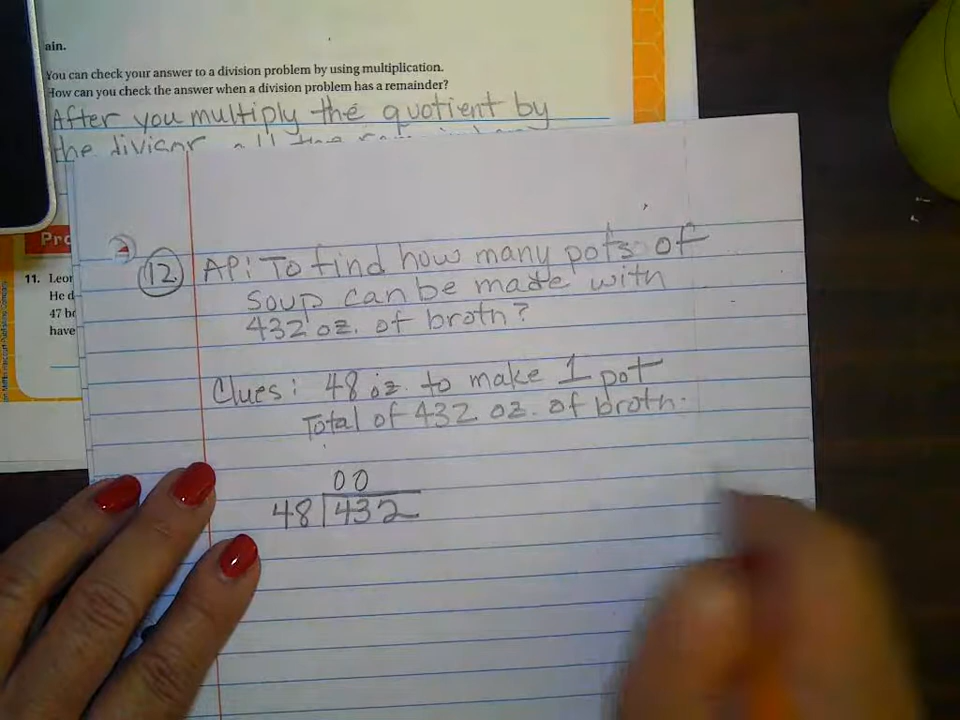 ain.
You can check your answer to a division problem by using multiplication.
How can you check the answer when a division problem has a remainder?
After you multiply the quotient by
the
12. AP: To find how many pots of
soup can be made with
432 oz. of broth?
Clues: 48 oz. to make 1 pot
Total of 432 oz. of broth.
00
48 432
Pro
11. Leon
He d
47 b
have